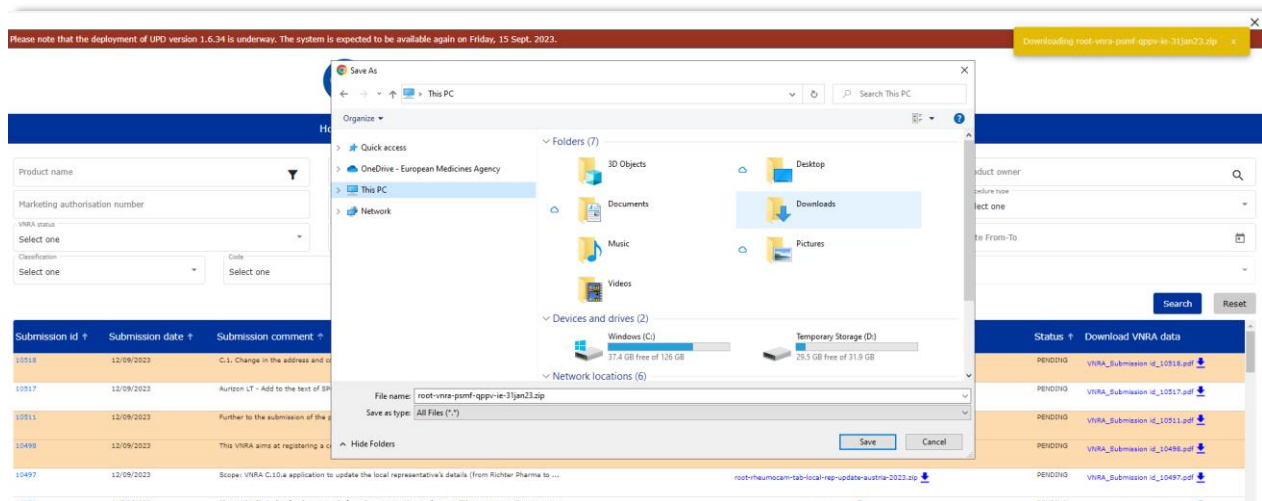 Please note that the deployment of UPD version 1.6.34 is underway. The system is expected to be available again on Friday, 15 Sept. 2023.
Downloading root-vnra-psmf-qppv-ie-31jan23.zip ×
Save As
This PC
Search This PC
Organize
Quick access
OneDrive - European Medicines Agency
This PC
Network
Folders (7)
3D Objects
Desktop
Documents
Downloads
Music
Pictures
Videos
Devices and drives (2)
Windows (C:)
37.4 GB free of 126 GB
Temporary Storage (D:)
29.5 GB free of 31.9 GB
Network locations (6)
File name: root-vnra-psmf-qppv-ie-31jan23.zip
Save as type: All Files (*.*)
Hide Folders
Save
Cancel
Ho
Product name
duct owner
Marketing authorisation number
cedure type
lect one
VNRA status
Select one
te From-To
Classification
Select one
Code
Select one
Search
Reset
Submission id ↑
Submission date ↑
Submission comment ↑
Status ↑
Download VNRA data
10518 12/09/2023 C.1. Change in the address and co PENDING VNRA_Submission id_10518.pdf
10517 12/09/2023 Aurizon LT - Add to the text of SP PENDING VNRA_Submission id_10517.pdf
10511 12/09/2023 Further to the submission of the p PENDING VNRA_Submission id_10511.pdf
10498 12/09/2023 This VNRA aims at registering a c PENDING VNRA_Submission id_10498.pdf
10497 12/09/2023 Scope: VNRA C.10.a application to update the local representative's details (from Richter Pharma to ... root-rheumocam-tab-local-rep-update-austria-2023.zip PENDING VNRA_Submission id_10497.pdf